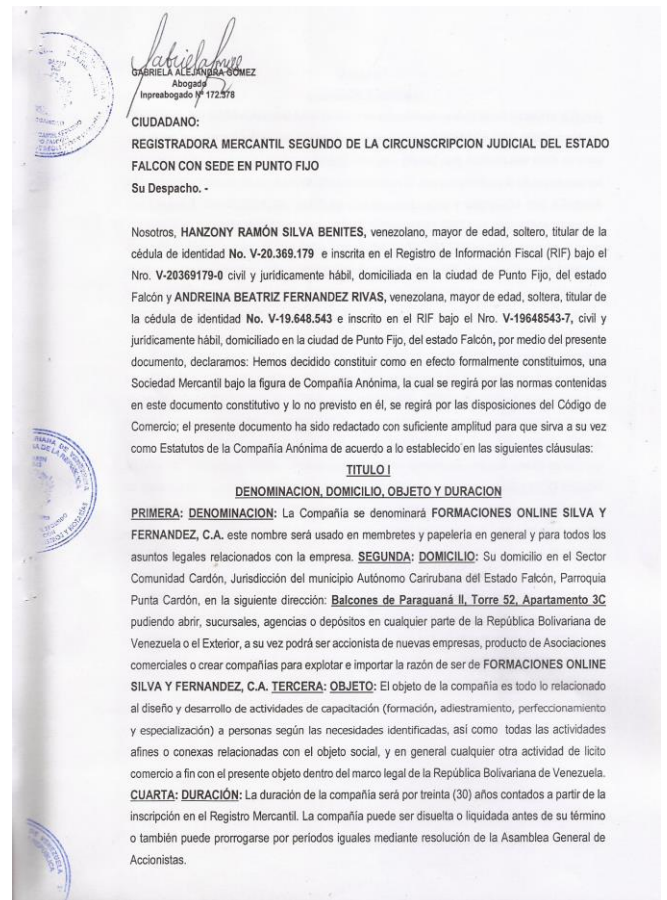 GABRIELA ALEJANDRA GOMEZ
Abogado
Inpreabogado Nº 172.378
CIUDADANO:
REGISTRADORA MERCANTIL SEGUNDO DE LA CIRCUNSCRIPCION JUDICIAL DEL ESTADO
FALCON CON SEDE EN PUNTO FIJO
Su Despacho. -
Nosotros, HANZONY RAMÓN SILVA BENITES, venezolano, mayor de edad, soltero, titular de la
cédula de identidad No. V-20.369.179 e inscrita en el Registro de Información Fiscal (RIF) bajo el
Nro. V-20369179-0 civil y jurídicamente hábil, domiciliada en la ciudad de Punto Fijo, del estado
Falcón y ANDREINA BEATRIZ FERNANDEZ RIVAS, venezolana, mayor de edad, soltera, titular de
la cédula de identidad No. V-19.648.543 e inscrito en el RIF bajo el Nro. V-19648543-7, civil y
jurídicamente hábil, domiciliado en la ciudad de Punto Fijo, del estado Falcón, por medio del presente
documento, declaramos: Hemos decidido constituir como en efecto formalmente constituimos, una
Sociedad Mercantil bajo la figura de Compañía Anónima, la cual se regirá por las normas contenidas
en este documento constitutivo y lo no previsto en él, se regirá por las disposiciones del Código de
Comercio; el presente documento ha sido redactado con suficiente amplitud para que sirva a su vez
como Estatutos de la Compañía Anónima de acuerdo a lo establecido en las siguientes cláusulas:
TITULO I
DENOMINACION, DOMICILIO, OBJETO Y DURACION
PRIMERA: DENOMINACION: La Compañía se denominará FORMACIONES ONLINE SILVA Y
FERNANDEZ, C.A. este nombre será usado en membretes y papelería en general y para todos los
asuntos legales relacionados con la empresa. SEGUNDA: DOMICILIO: Su domicilio en el Sector
Comunidad Cardón, Jurisdicción del municipio Autónomo Carirubana del Estado Falcón, Parroquia
Punta Cardón, en la siguiente dirección: Balcones de Paraguaná II, Torre 52, Apartamento 3C
pudiendo abrir, sucursales, agencias o depósitos en cualquier parte de la República Bolivariana de
Venezuela o el Exterior, a su vez podrá ser accionista de nuevas empresas, producto de Asociaciones
comerciales o crear compañías para explotar e importar la razón de ser de FORMACIONES ONLINE
SILVA Y FERNANDEZ, C.A. TERCERA: OBJETO: El objeto de la compañía es todo lo relacionado
al diseño y desarrollo de actividades de capacitación (formación, adiestramiento, perfeccionamiento
y especialización) a personas según las necesidades identificadas, así como todas las actividades
afines o conexas relacionadas con el objeto social, y en general cualquier otra actividad de licito
comercio a fin con el presente objeto dentro del marco legal de la República Bolivariana de Venezuela.
CUARTA: DURACIÓN: La duración de la compañía será por treinta (30) años contados a partir de la
inscripción en el Registro Mercantil. La compañía puede ser disuelta o liquidada antes de su término
o también puede prorrogarse por períodos iguales mediante resolución de la Asamblea General de
Accionistas.